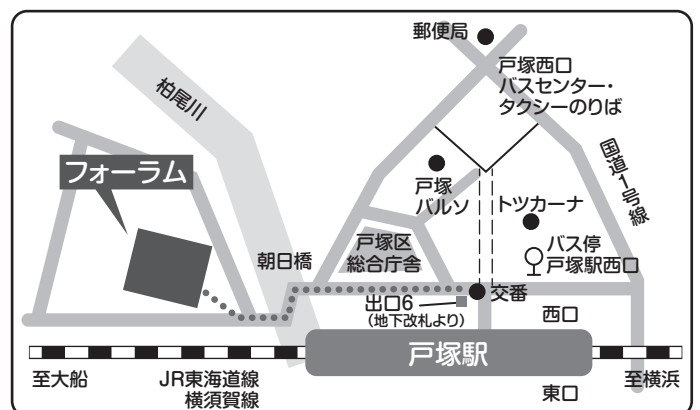 郵便局
戸塚西口
バスセンター・
タクシーのりば
柏尾川
国道1号線
フォーラム
戸塚
パルソ
トツカーナ
バス停
戸塚駅西口
朝日橋
戸塚区
総合庁舎
出口6
(地下改札より)
交番
西口
戸塚駅
至大船
JR東海道線
横須賀線
至横浜
東口